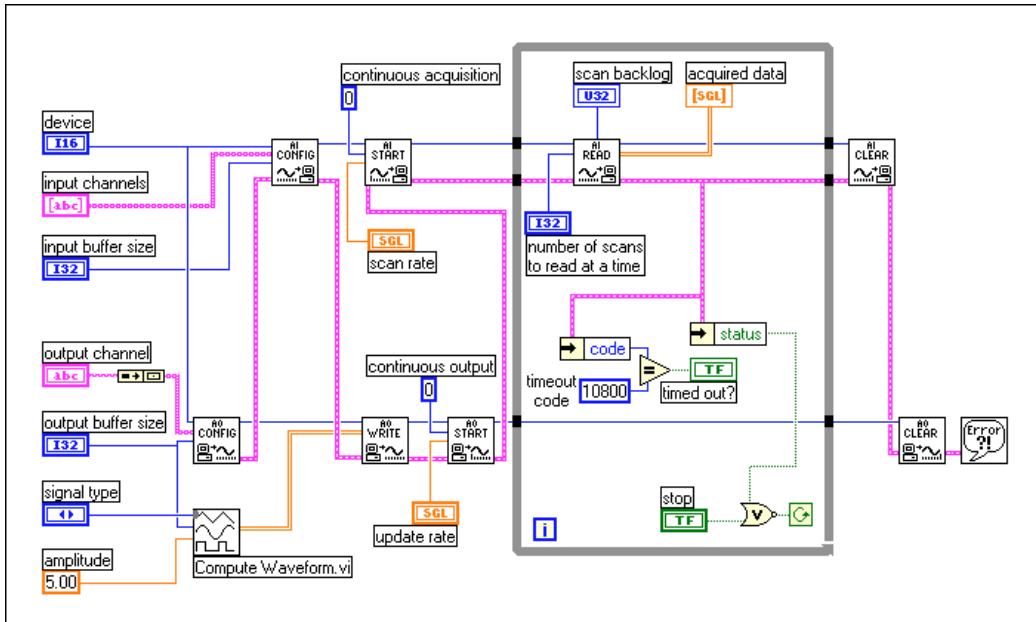 continuous acquisition
0
scan backlog
U32
acquired data
[SGL]
device
I16
AI
CONFIG
AI
START
AI
READ
AI
CLEAR
input channels
[abc]
input buffer size
I32
SGL
scan rate
I32
number of scans
to read at a time
output channel
abc
continuous output
0
code
status
timeout
code
10800
=
TF
timed out?
output buffer size
I32
AO
CONFIG
AO
WRITE
AO
START
AO
CLEAR
Error
?!
signal type
SGL
update rate
stop
TF
V
i
amplitude
5.00
Compute Waveform.vi